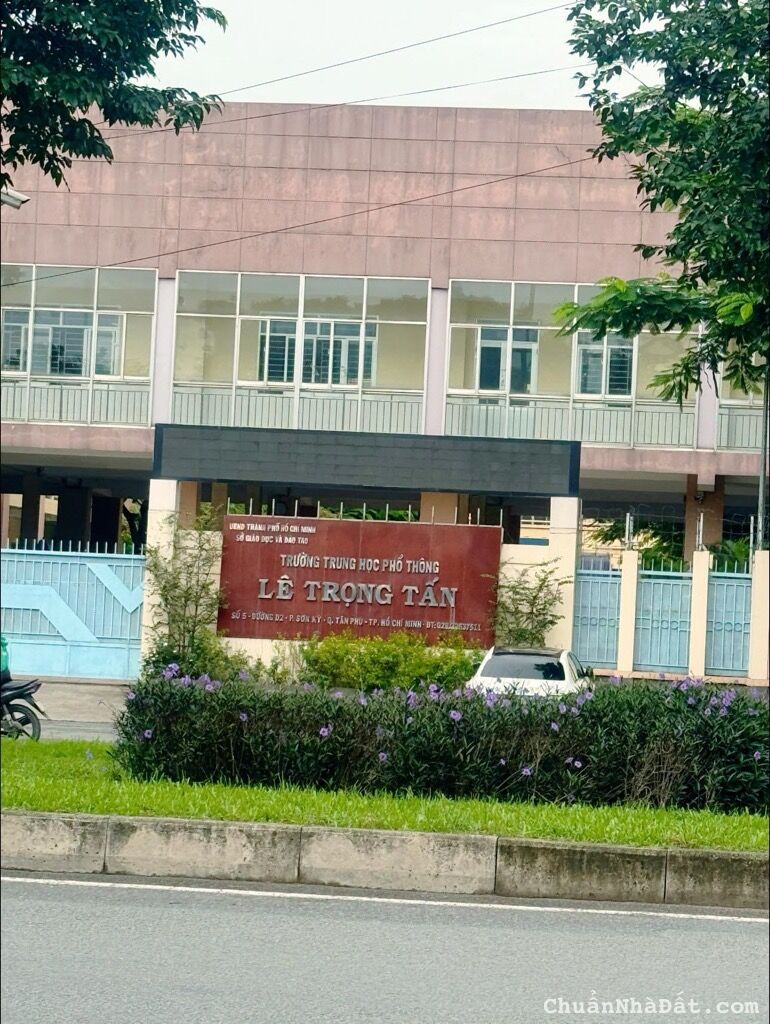 UBND THÀNH PHỐ HỒ CHÍ MINH
SỞ GIÁO DỤC VÀ ĐÀO TẠO
TRƯỜNG TRUNG HỌC PHỔ THÔNG
LÊ TRỌNG TẤN
SỐ 5 - ĐƯỜNG D2 - P. SƠN KỲ - Q. TÂN PHÚ - TP. HỒ CHÍ MINH - ĐT:
ChuẩnNhàĐất.com